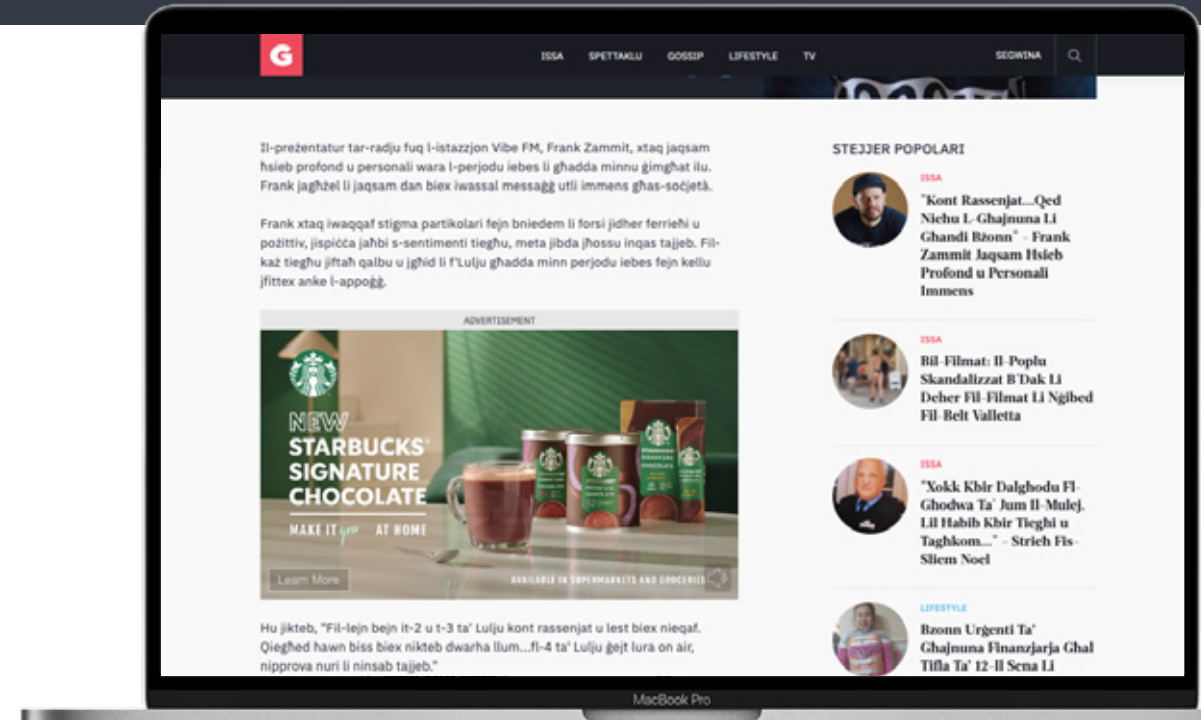 G
ISSA SPETTAKLU GOSSIP LIFESTYLE TV
SEGWINA
Il-preżentatur tar-radju fuq l-istazzjon Vibe FM, Frank Zammit, xtaq jaqsam
ħsieb profond u personali wara l-perjodu iebes li għadda minnu ġimgħat ilu.
Frank jagħżel li jaqsam dan biex iwassal messaġġ utli immens għas-soċjetà.
Frank xtaq iwaqqaf stigma partikolari fejn bniedem li forsi jidher ferrieħi u
pożittiv, jispiċċa jaħbi s-sentimenti tiegħu, meta jibda jħossu inqas tajjeb. Fil-
każ tiegħu jiftaħ qalbu u jgħid li f'Lulju għadda minn perjodu iebes fejn kellu
jfittex anke l-appoġġ.
ADVERTISEMENT
NEW
STARBUCKS®
SIGNATURE
CHOCOLATE
MAKE IT your AT HOME
Learn More
AVAILABLE IN SUPERMARKETS AND GROCERIES
Hu jikteb, "Fil-lejn bejn it-2 u t-3 ta' Lulju kont rassenjat u lest biex nieqaf.
Qiegħed hawn biss biex nikteb dwarha llum...fl-4 ta' Lulju ġejt lura on air,
nipprova nuri li ninsab tajjeb."
STEJJER POPOLARI
ISSA
"Kont Rassenjat...Qed
Nieħu L-Għajnuna Li
Għandi Bżonn" - Frank
Zammit Jaqsam Ħsieb
Profond u Personali
Immens
ISSA
Bil-Filmat: Il-Poplu
Skandalizzat B'Dak Li
Deher Fil-Filmat Li Nġibed
Fil-Belt Valletta
ISSA
"Xokk Kbir Dalgħodu Fl-
Għodwa Ta' Jum Il-Mulej.
Lil Ħabib Kbir Tiegħi u
Tagħkom..." - Strieħ Fis-
Sliem Noel
LIFESTYLE
Bżonn Urġenti Ta'
Għajnuna Finanzjarja Għal
Tifla Ta' 12-Il Sena Li
MacBook Pro